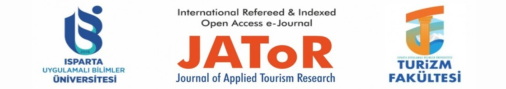 ISPARTA
UYGULAMALI BİLİMLER
ÜNİVERSİTESİ
International Refereed & Indexed
Open Access e-Journal
JAToR
Journal of Applied Tourism Research
TURİZM
FAKÜLTESİ